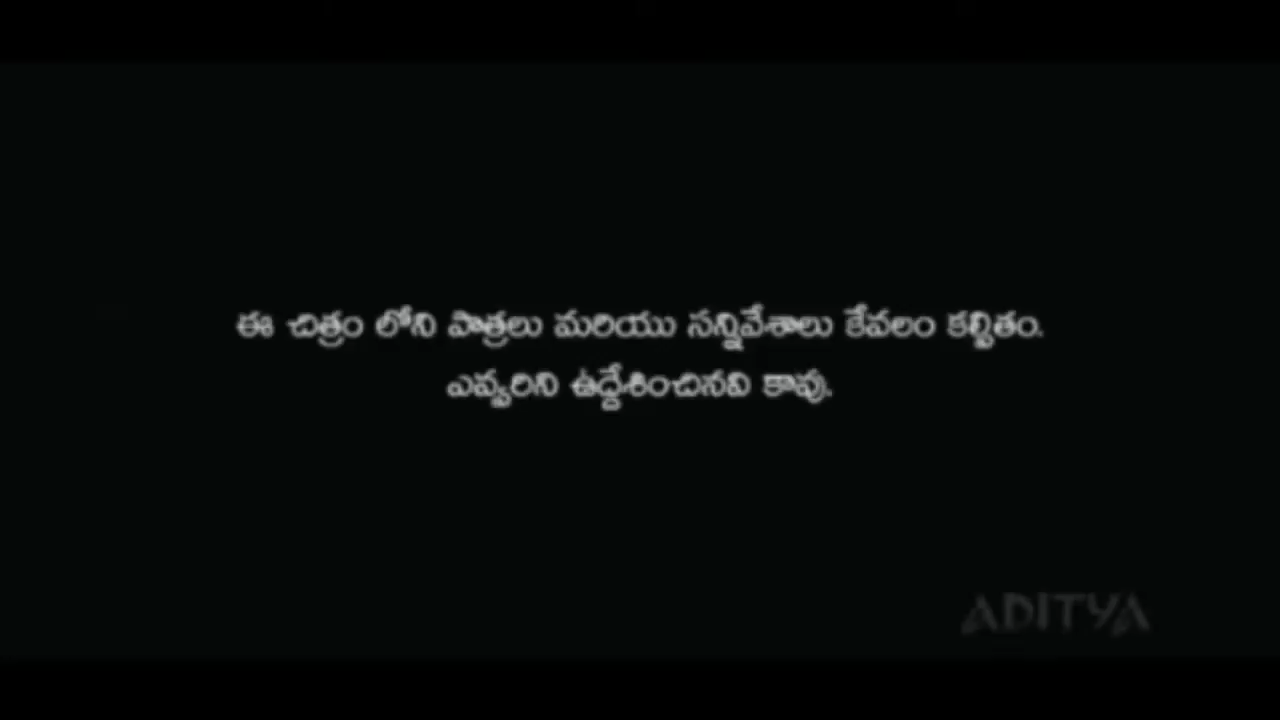 ఈ చిత్రం లోని పాత్రలు మరియు సన్నివేశాలు కేవలం కల్పితం.
ఎవ్వరిని ఉద్దేశించినవి కావు.
ADITYA